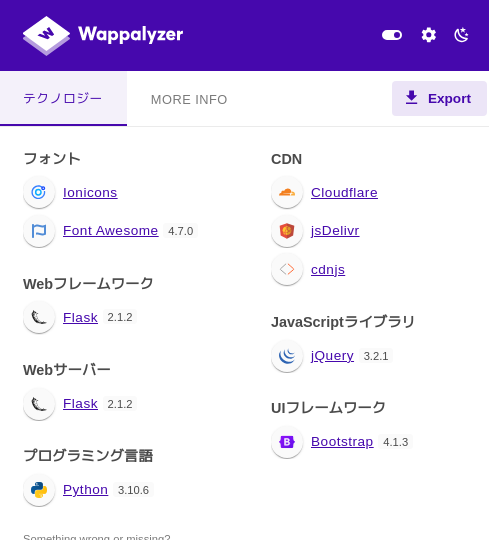 Wappalyzer
テクノロジー
MORE INFO
Export
フォント
Ionicons
Font Awesome 4.7.0
Webフレームワーク
Flask 2.1.2
Webサーバー
Flask 2.1.2
プログラミング言語
Python 3.10.6
Something wrong or missing?
CDN
Cloudflare
jsDelivr
cdnjs
JavaScriptライブラリ
jQuery 3.2.1
UIフレームワーク
Bootstrap 4.1.3